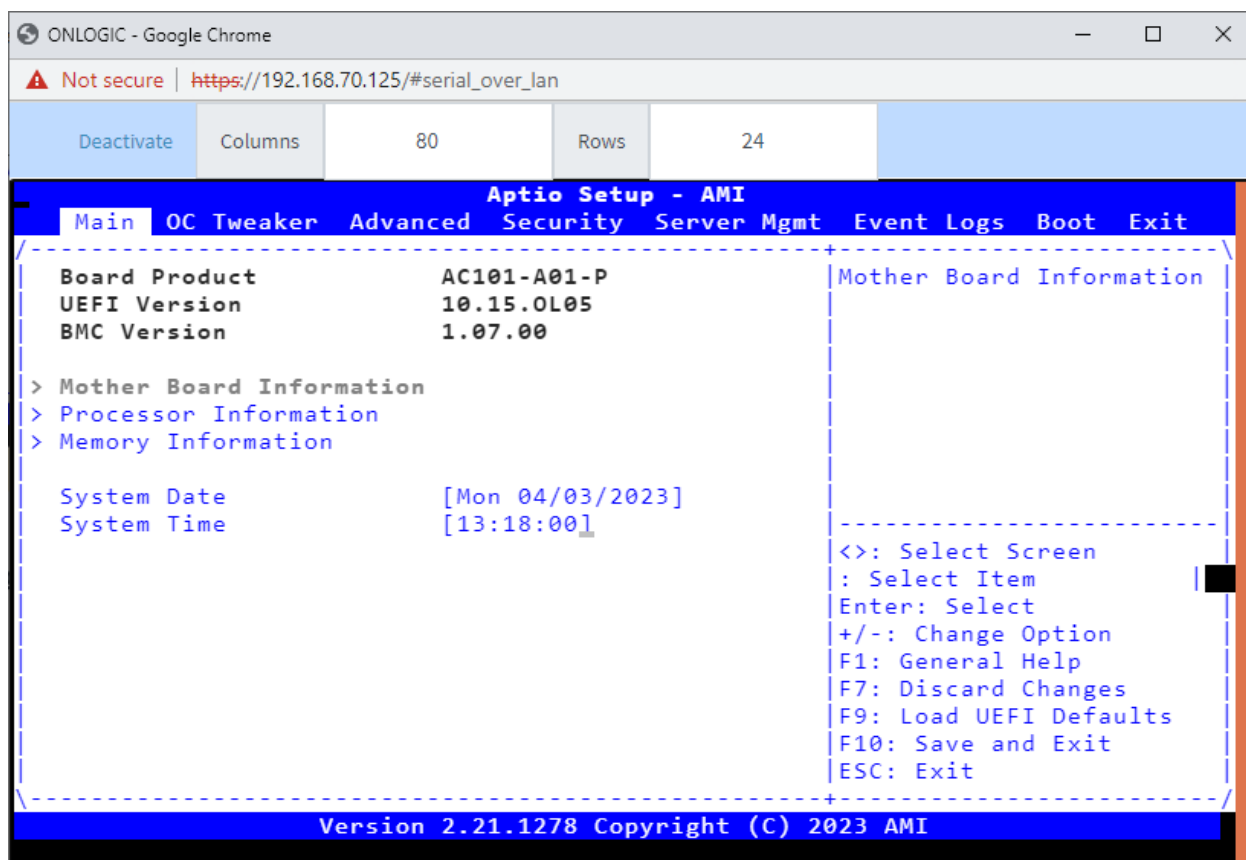 ONLOGIC - Google Chrome
Not secure | https://192.168.70.125/#serial_over_lan
Deactivate Columns 80 Rows 24
Aptio Setup - AMI
Main OC Tweaker Advanced Security Server Mgmt Event Logs Boot Exit
Board Product AC101-A01-P
UEFI Version 10.15.OL05
BMC Version 1.07.00
> Mother Board Information
> Processor Information
> Memory Information
System Date [Mon 04/03/2023]
System Time [13:18:00]
Mother Board Information
<>: Select Screen
: Select Item
Enter: Select
+/-: Change Option
F1: General Help
F7: Discard Changes
F9: Load UEFI Defaults
F10: Save and Exit
ESC: Exit
Version 2.21.1278 Copyright (C) 2023 AMI